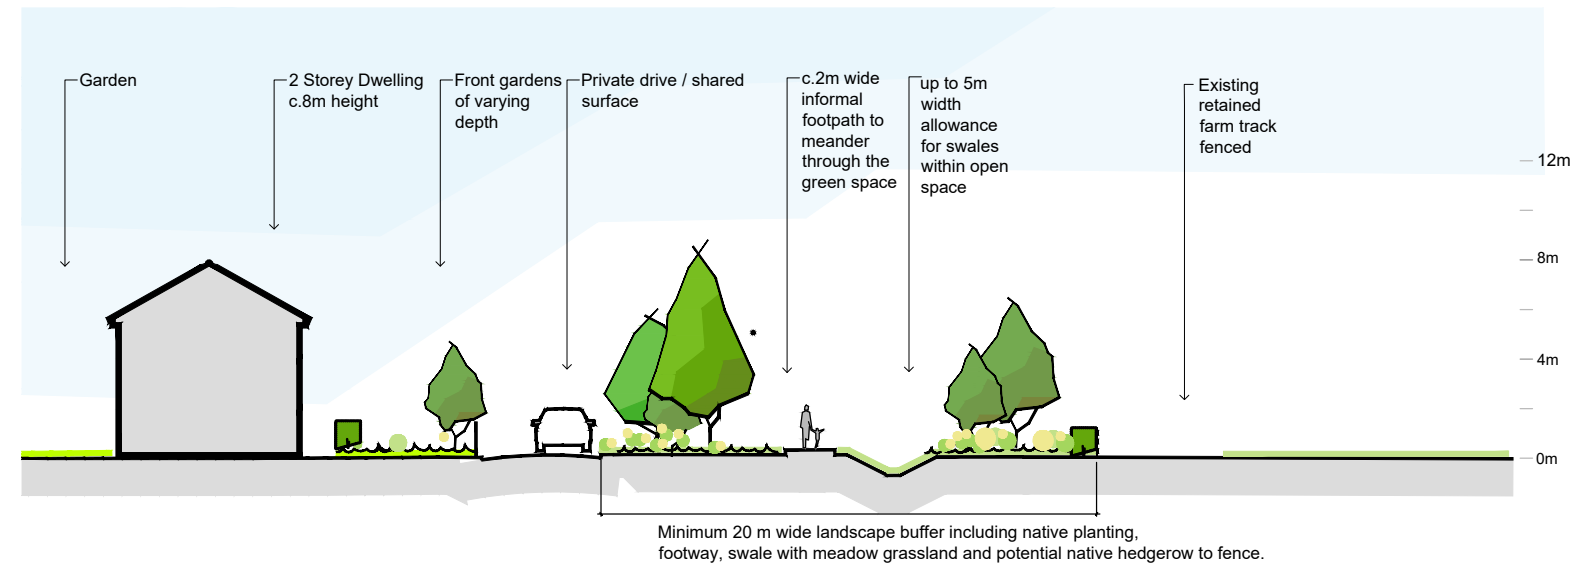 Garden
2 Storey Dwelling
c.8m height
Front gardens
of varying
depth
Private drive / shared
surface
c.2m wide
informal
footpath to
meander
through the
green space
up to 5m
width
allowance
for swales
within open
space
Existing
retained
farm track
fenced
12m
8m
4m
0m
Minimum 20 m wide landscape buffer including native planting,
footway, swale with meadow grassland and potential native hedgerow to fence.